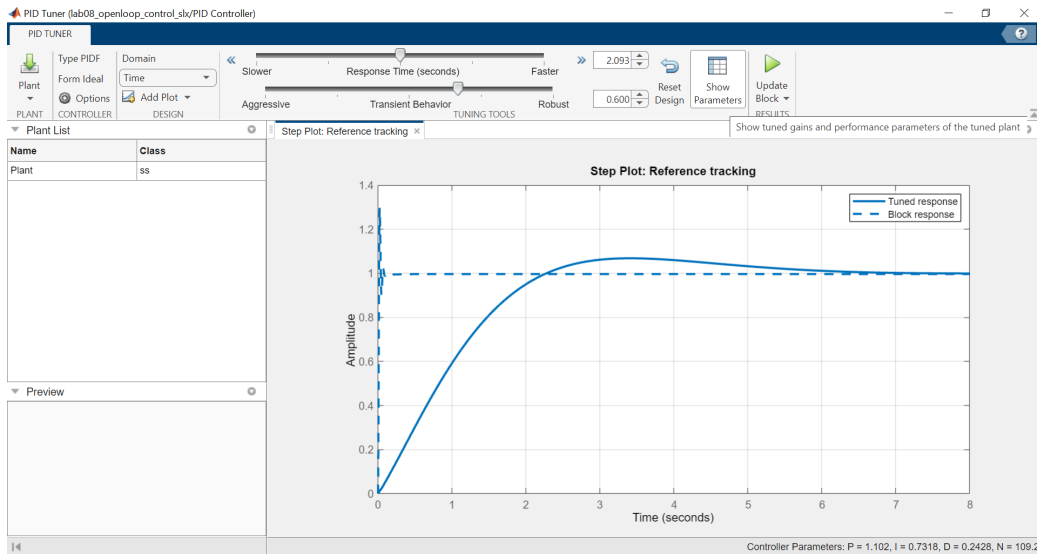 PID Tuner (lab08_openloop_control_slx/PID Controller)
PID TUNER
?
Plant
PLANT
Type PIDF
Form Ideal
Options
CONTROLLER
Domain
Time
Add Plot
DESIGN
Slower Response Time (seconds) Faster
2.093
Aggressive Transient Behavior Robust
0.600
TUNING TOOLS
Reset
Design
Show
Parameters
Update
Block
RESULTS
Show tuned gains and performance parameters of the tuned plant
Plant List
Name Class
Plant ss
Preview
Step Plot: Reference tracking
Step Plot: Reference tracking
Tuned response
Block response
Amplitude
1.4
1.2
1
0.8
0.6
0.4
0.2
0
0 1 2 3 4 5 6 7 8
Time (seconds)
Controller Parameters: P = 1.102, I = 0.7318, D = 0.2428, N = 109.2